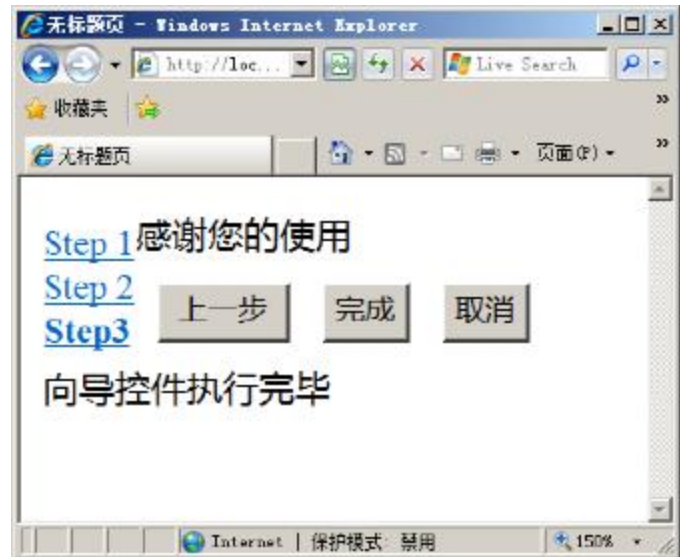 无标题页 - Windows Internet Explorer
http://loc... Live Search
收藏夹
无标题页 页面(P)
Step 1 感谢您的使用
Step 2
Step3
上一步 完成 取消
向导控件执行完毕
Internet | 保护模式: 禁用 150%